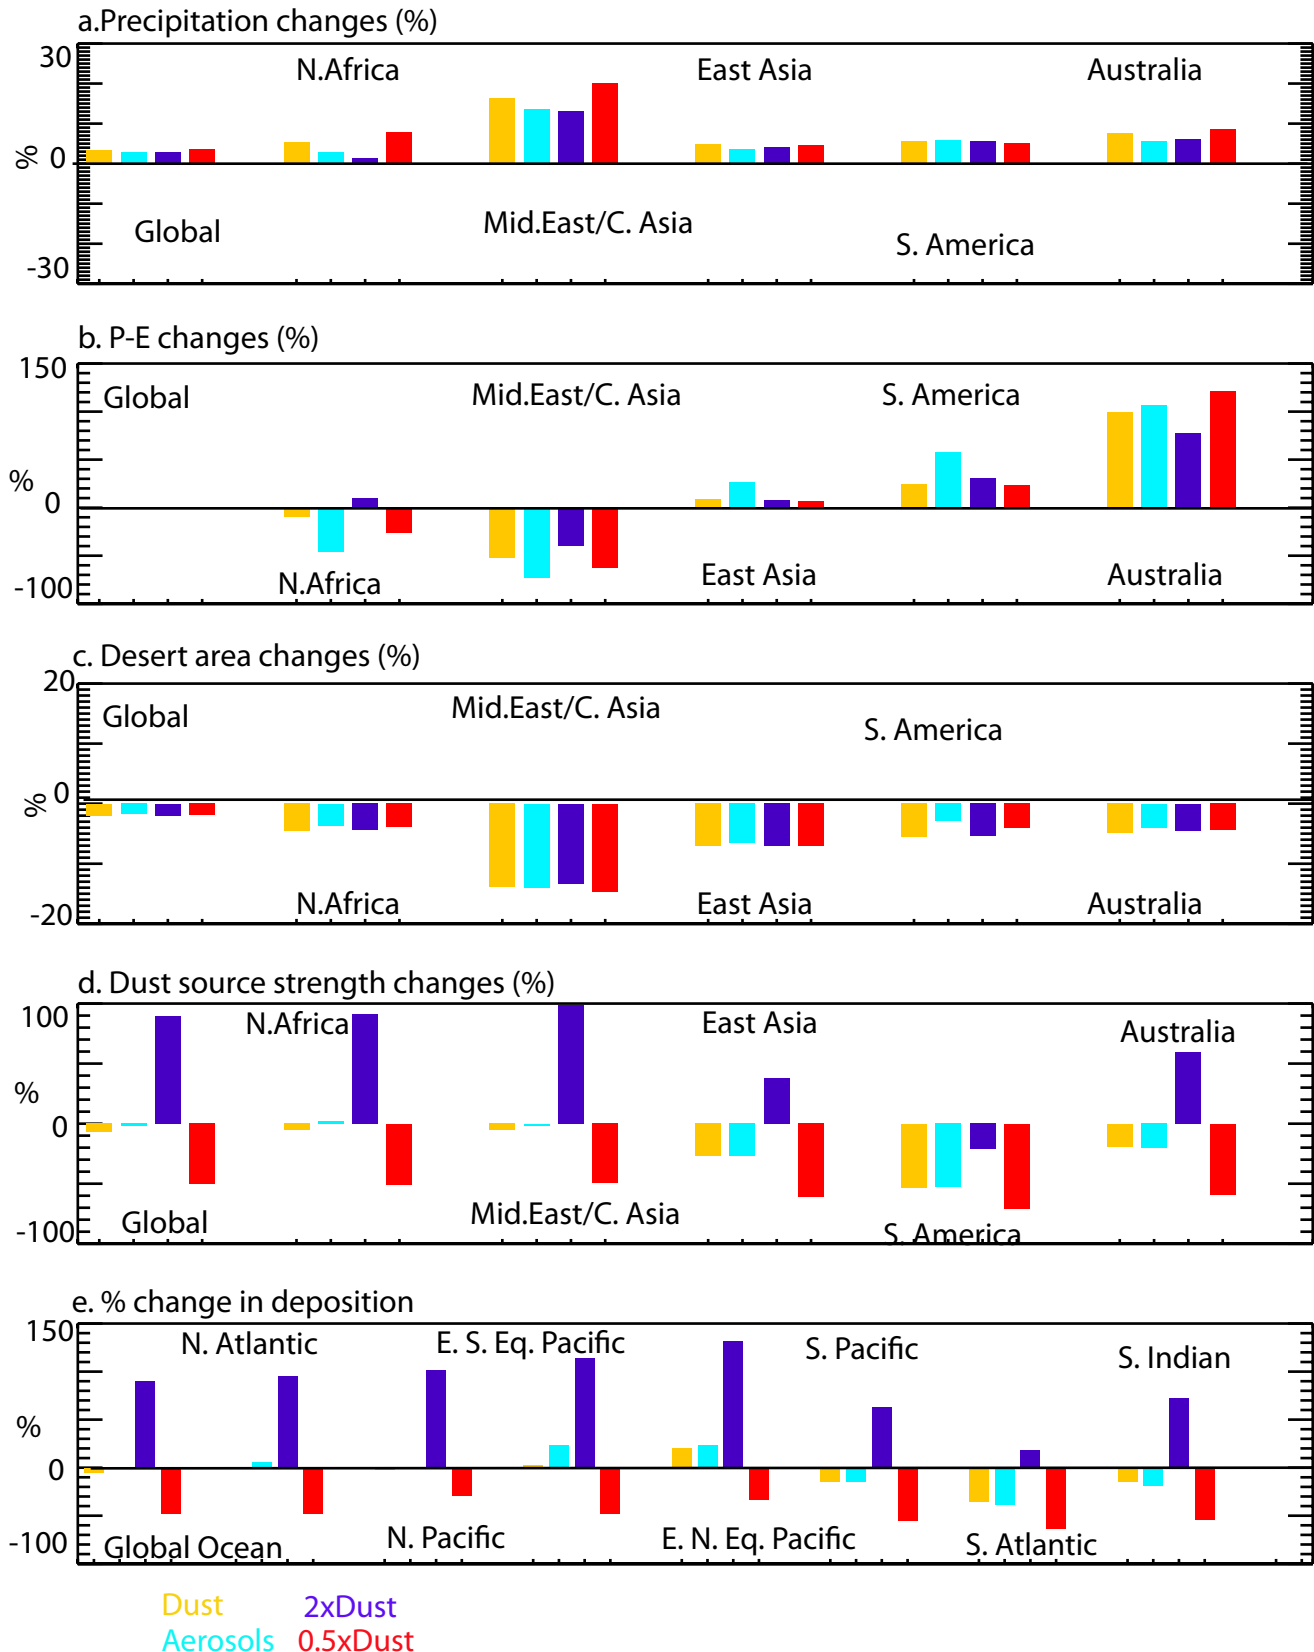 a.Precipitation changes (%)
30
N.Africa
East Asia
Australia
%
0
Global
Mid.East/C. Asia
S. America
-30
b. P-E changes (%)
150
Global
Mid.East/C. Asia
S. America
%
0
N.Africa
East Asia
Australia
-100
c. Desert area changes (%)
20
Global
Mid.East/C. Asia
S. America
0
%
N.Africa
East Asia
Australia
-20
d. Dust source strength changes (%)
100
N.Africa
East Asia
Australia
%
0
Global
Mid.East/C. Asia
S. America
-100
e. % change in deposition
150
N. Atlantic
E. S. Eq. Pacific
S. Pacific
S. Indian
%
0
Global Ocean
N. Pacific
E. N. Eq. Pacific
S. Atlantic
-100
Dust 2xDust
Aerosols 0.5xDust